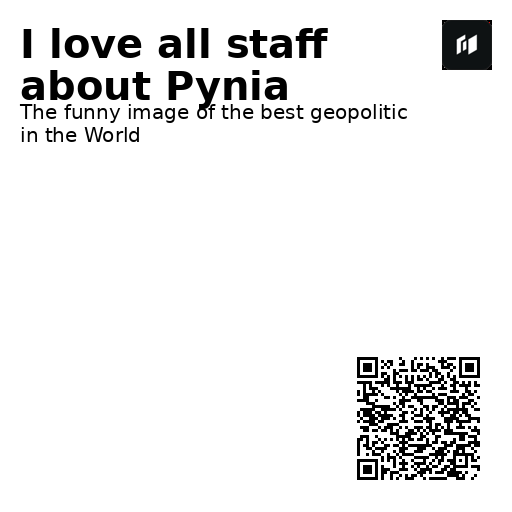 I love all staff
about Pynia
The funny image of the best geopolitic
in the World